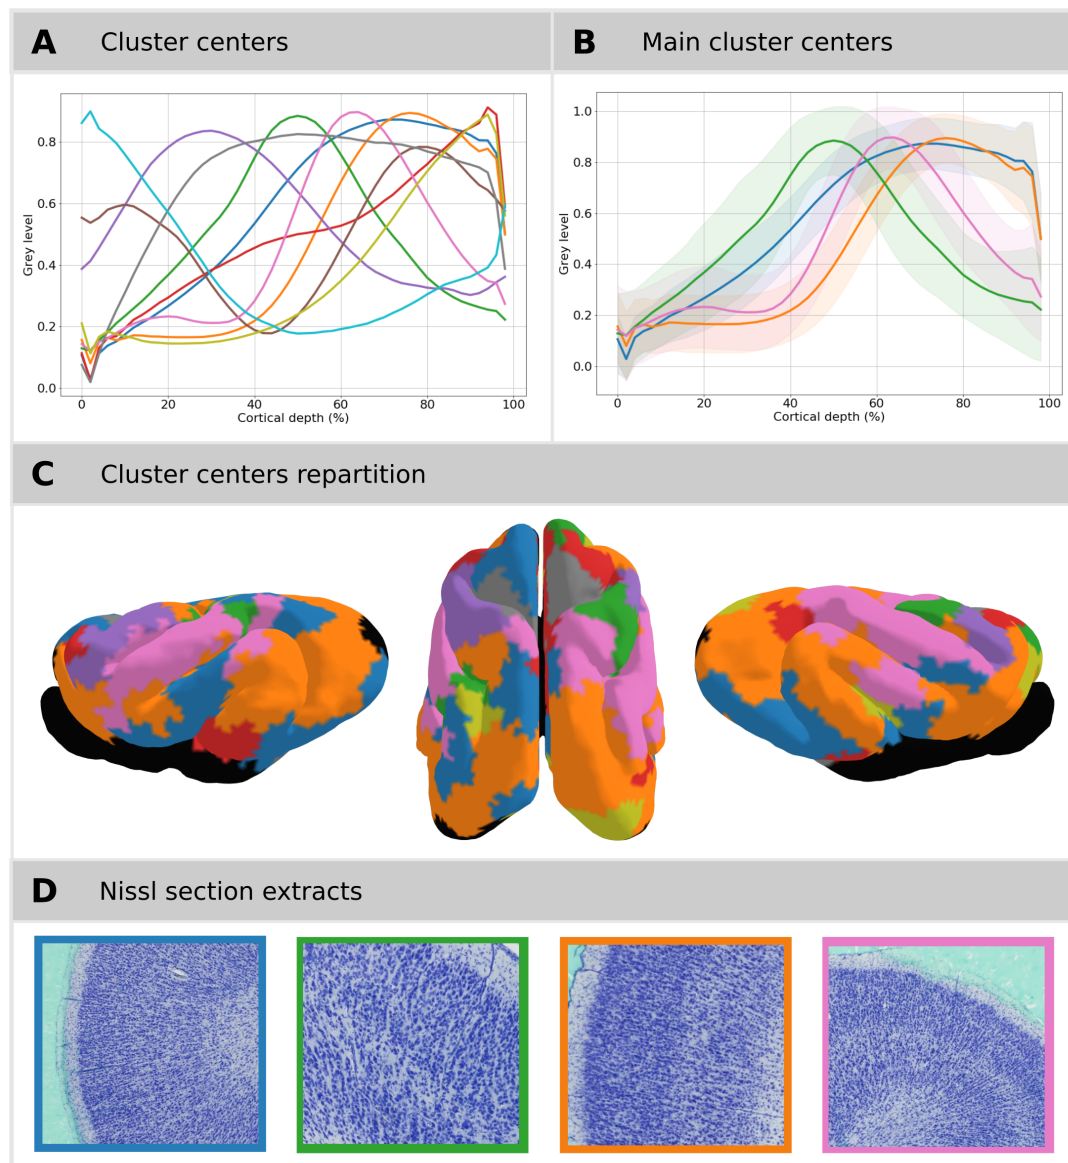 A Cluster centers
B Main cluster centers
0.8
0.6
0.4
0.2
0.0
Grey level
0 20 40 60 80 100
Cortical depth (%)
1.0
0.8
0.6
0.4
0.2
0.0
Grey level
0 20 40 60 80 100
Cortical depth (%)
C Cluster centers repartition
D Nissl section extracts